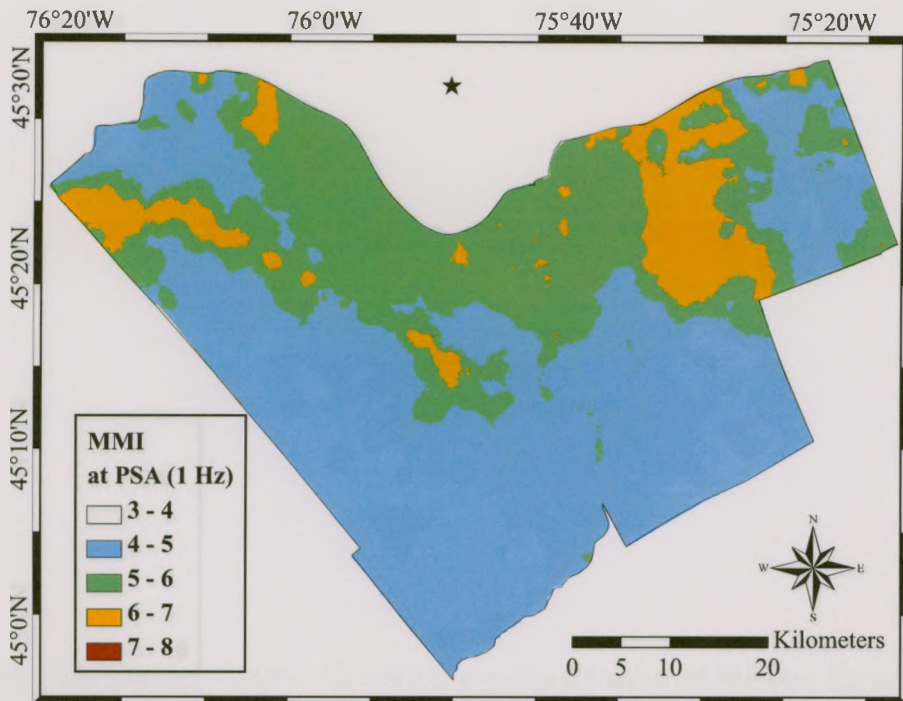 76°20'W 76°0'W 75°40'W 75°20'W
45°30'N
45°20'N
45°10'N
45°0'N
MMI
at PSA (1 Hz)
3 - 4
4 - 5
5 - 6
6 - 7
7 - 8
N
W E
S
Kilometers
0 5 10 20